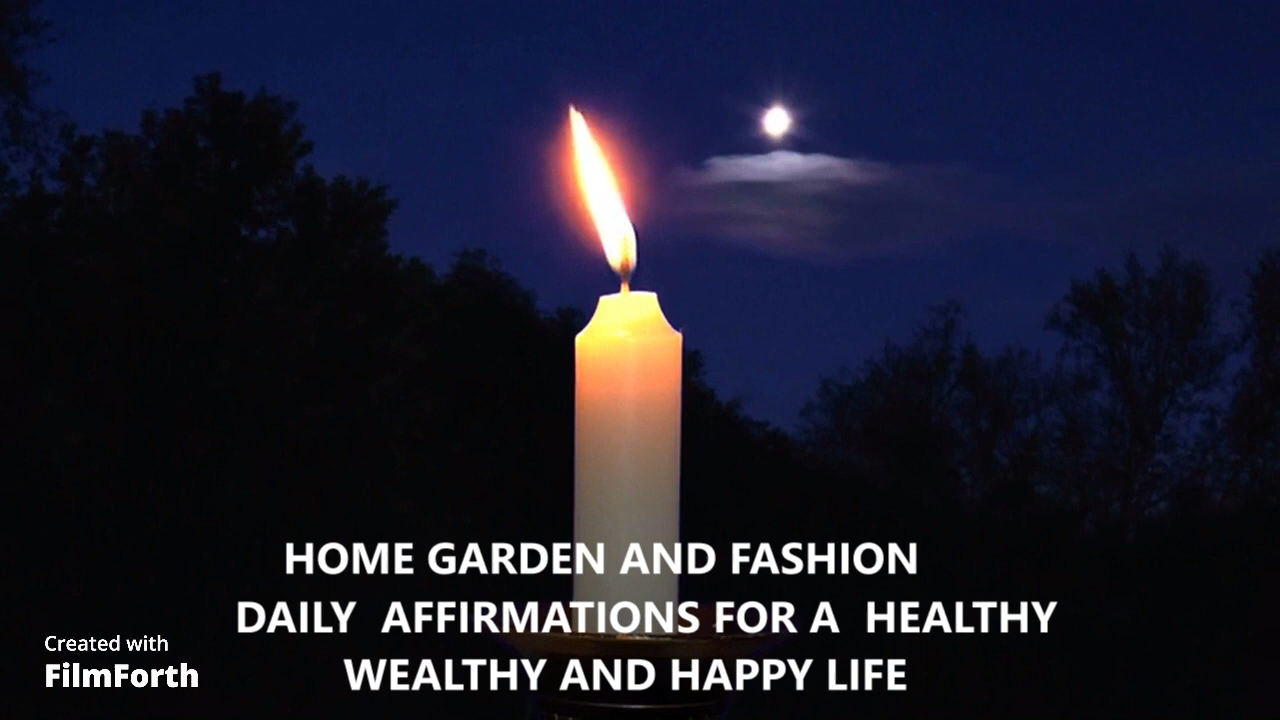 HOME GARDEN AND FASHION
DAILY AFFIRMATIONS FOR A HEALTHY
WEALTHY AND HAPPY LIFE
Created with
FilmForth